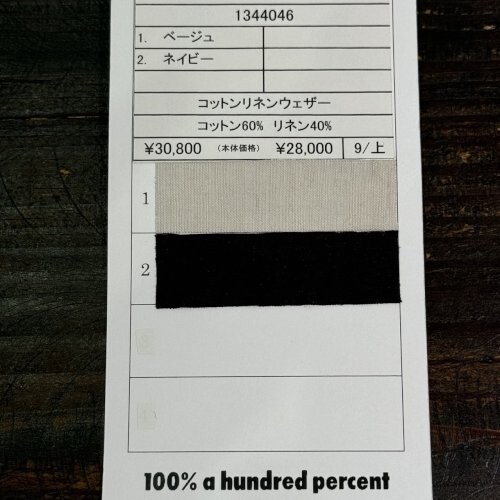 1344046
1. ベージュ
2. ネイビー
コットンリネンウェザー
コットン60% リネン40%
¥30,800 (本体価格) ¥28,000 9/上
1
2
100% a hundred percent